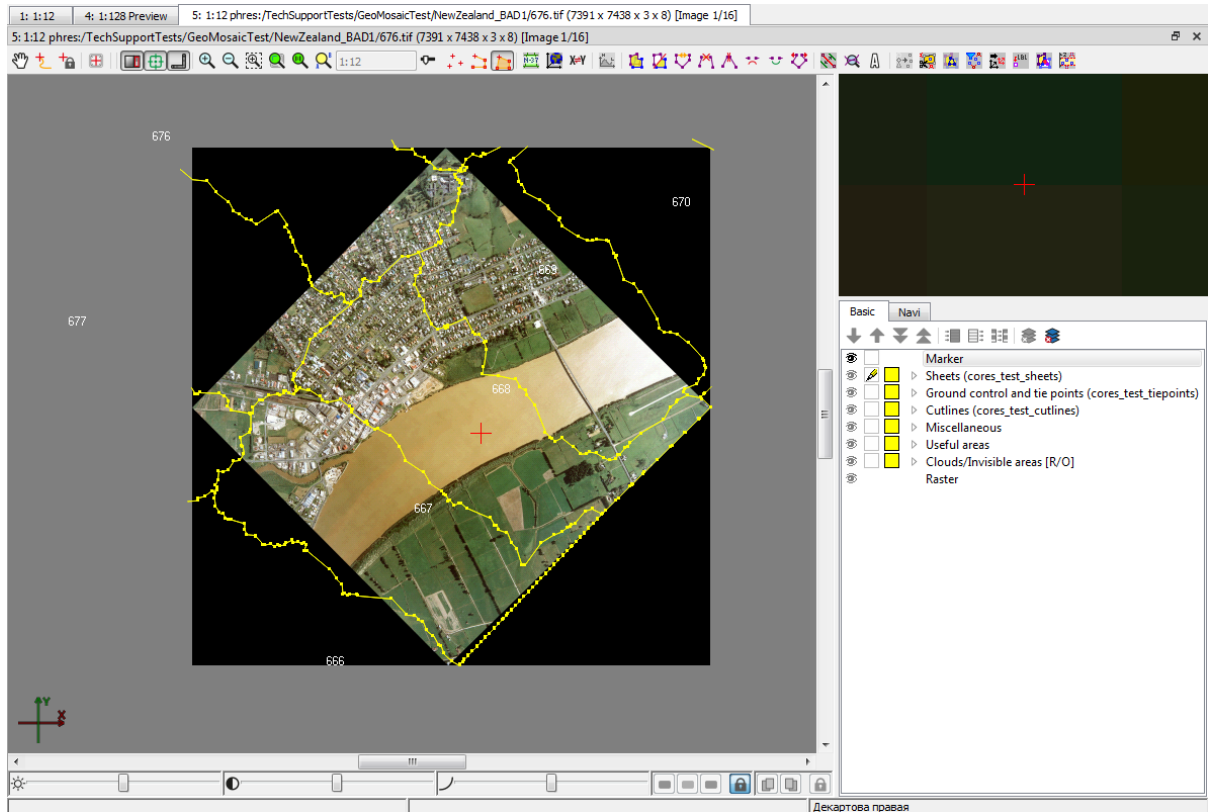 1: 1:12
4: 1:128 Preview
5: 1:12 phres:/TechSupportTests/GeoMosaicTest/NewZealand_BAD1/676.tif (7391 x 7438 x 3 x 8) [Image 1/16]
5: 1:12 phres:/TechSupportTests/GeoMosaicTest/NewZealand_BAD1/676.tif (7391 x 7438 x 3 x 8) [Image 1/16]
1:12
676
670
669
677
668
667
666
Y
X
Basic
Navi
Marker
Sheets (cores_test_sheets)
Ground control and tie points (cores_test_tiepoints)
Cutlines (cores_test_cutlines)
Miscellaneous
Useful areas
Clouds/Invisible areas [R/O]
Raster
Декартова правая